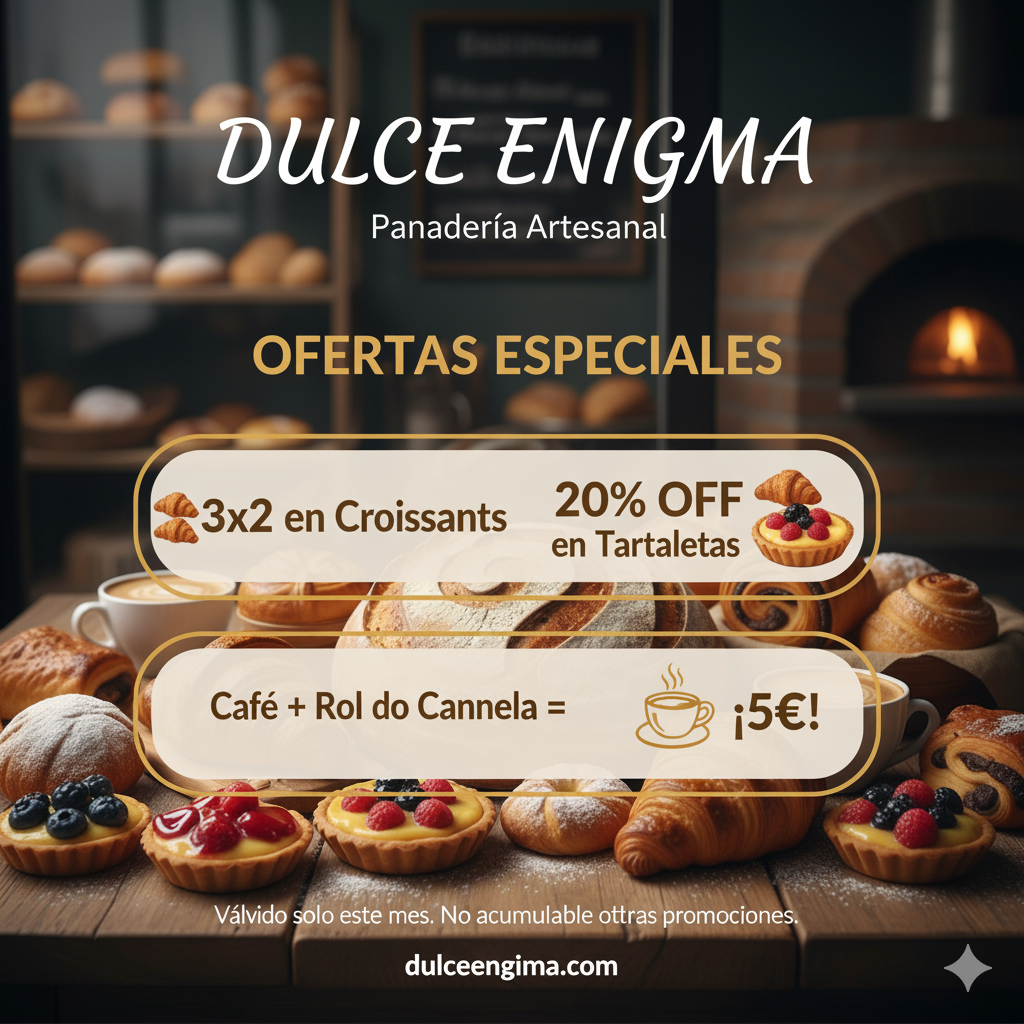 DULCE ENIGMA
Panadería Artesanal
OFERTAS ESPECIALES
3x2 en Croissants
20% OFF
en Tartaletas
Café + Rol do Cannela =
¡5€!
Válvido solo este mes. No acumulable ottras promociones.
dulceengima.com